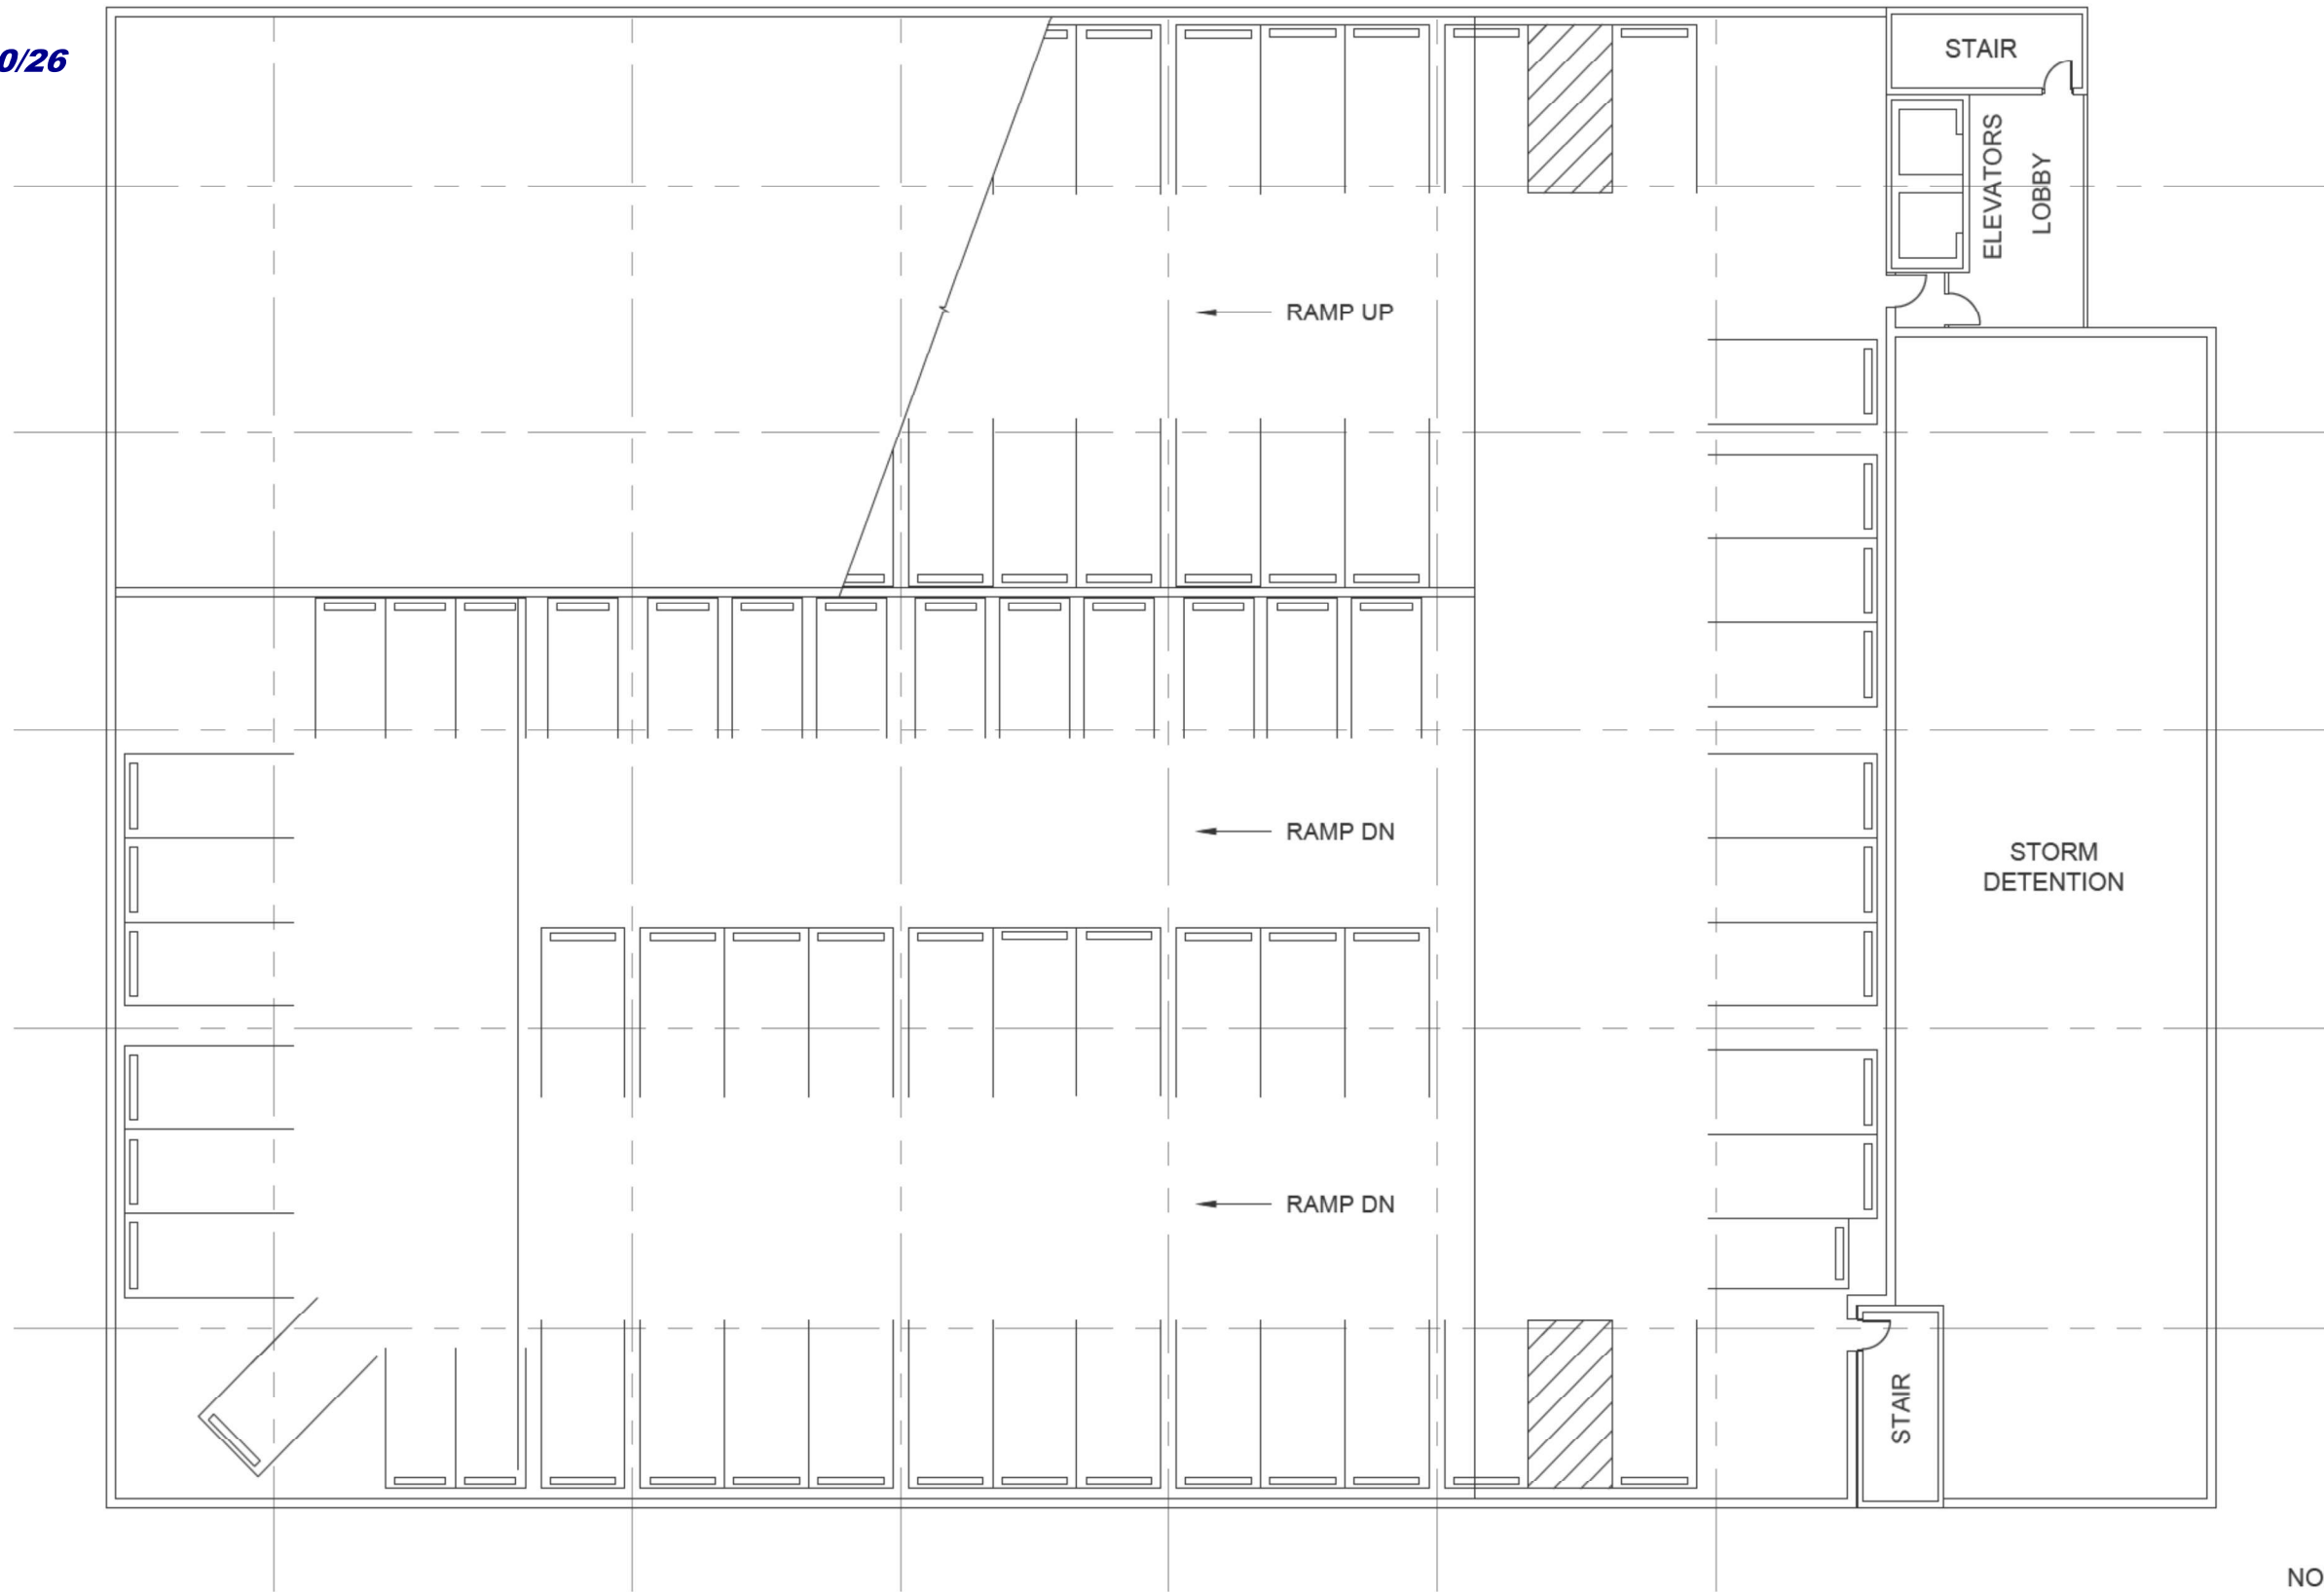 0/26
STAIR
ELEVATORS
LOBBY
RAMP UP
RAMP DN
STORM
DETENTION
RAMP DN
STAIR
NO